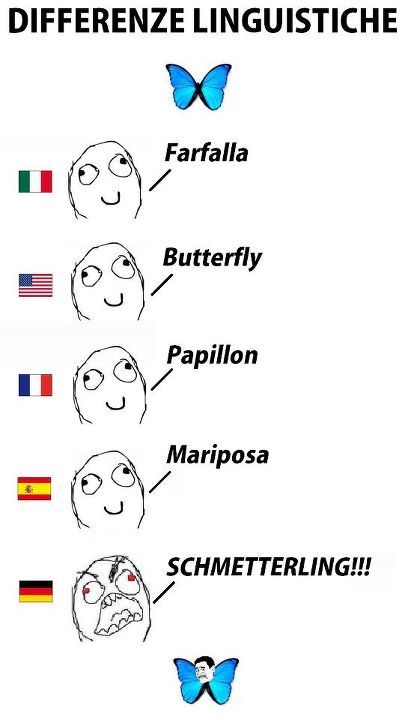 DIFFERENZE LINGUISTICHE
Farfalla
Butterfly
Papillon
Mariposa
SCHMETTERLING!!!